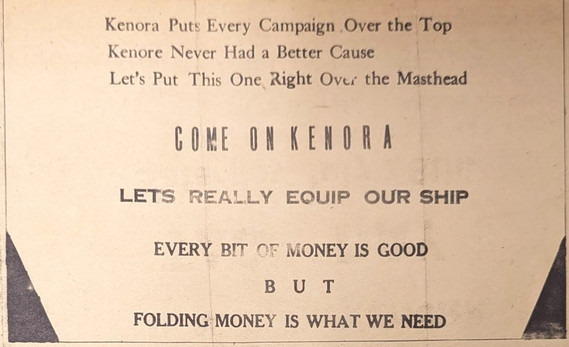 Kenora Puts Every Campaign Over the Top
Kenore Never Had a Better Cause
Let's Put This One Right Over the Masthead
COME ON KENORA
LETS REALLY EQUIP OUR SHIP
EVERY BIT OF MONEY IS GOOD
BUT
FOLDING MONEY IS WHAT WE NEED